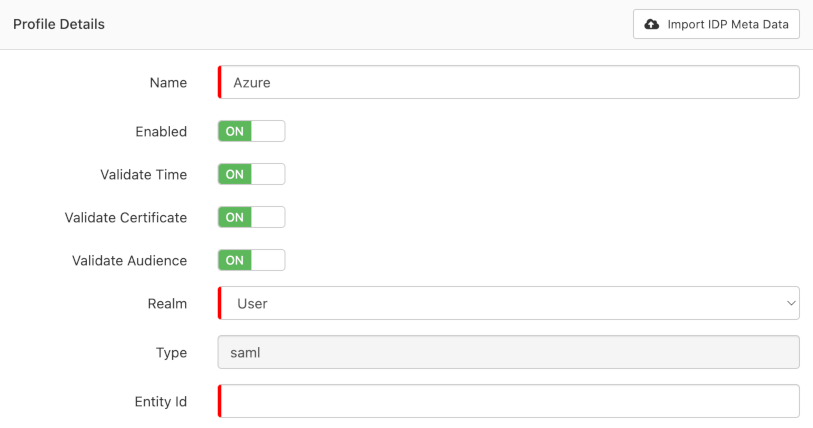 Profile Details
Import IDP Meta Data
Name Azure
Enabled ON
Validate Time ON
Validate Certificate ON
Validate Audience ON
Realm User
Type saml
Entity Id